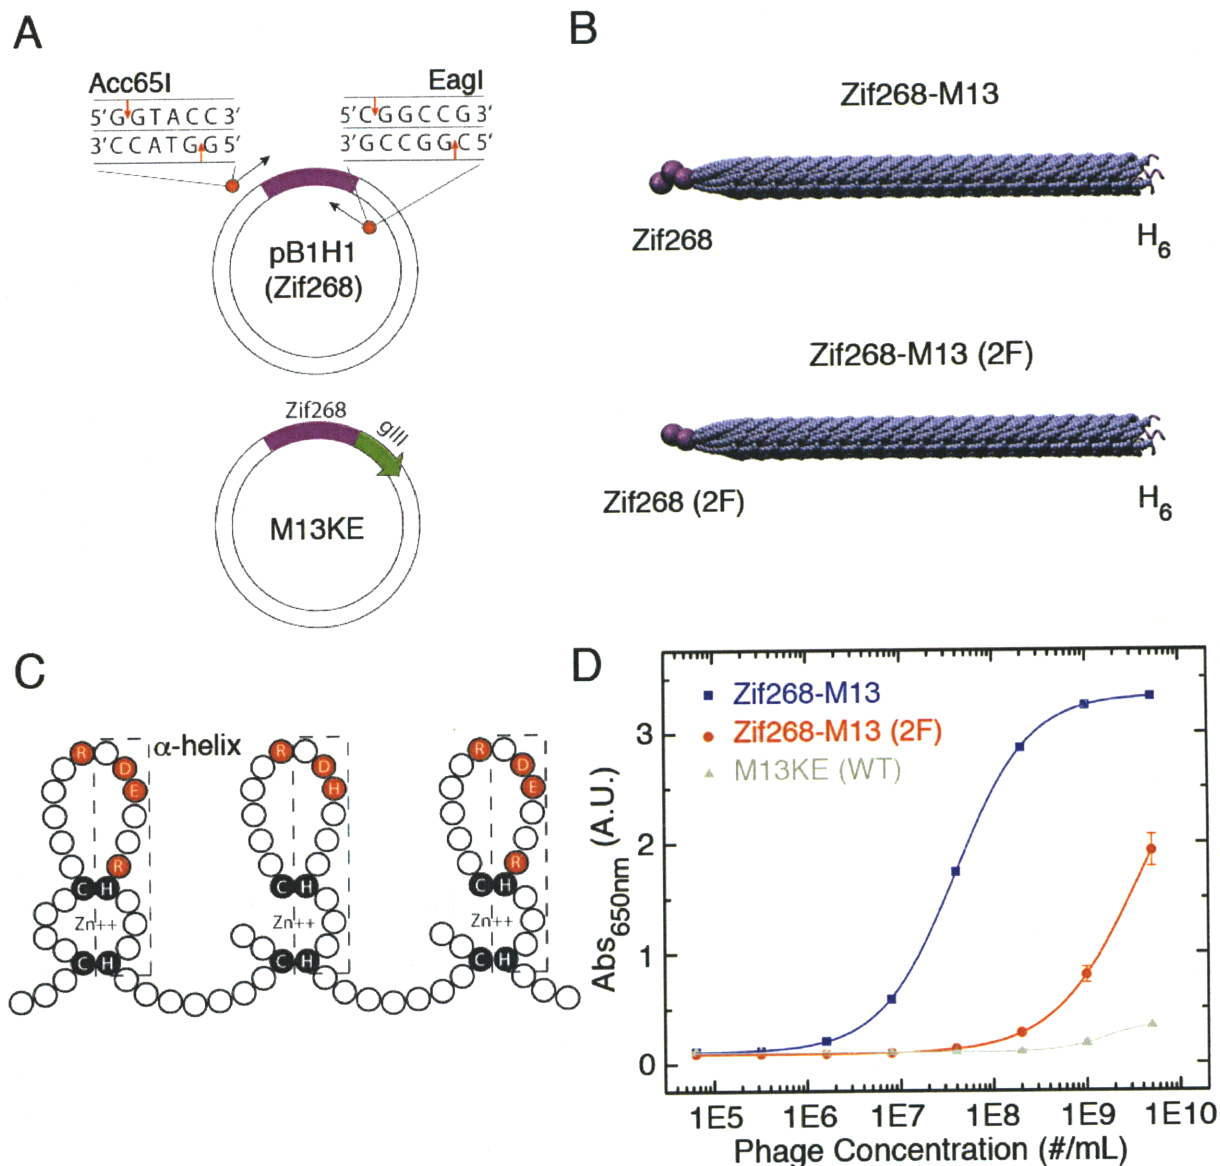 A
Acc65I
EagI
5'GGTACC3'
3'CCATGG5'
5'CGGCCG3'
3'GCCGGC5'
pB1H1
(Zif268)
Zif268
gIII
M13KE
B
Zif268-M13
Zif268
H6
Zif268-M13 (2F)
Zif268 (2F)
H6
C
α-helix
R
D
E
R
C H
Zn++
C H
R
D
H
C H
Zn++
C H
R
D
E
R
C H
Zn++
C H
D
Zif268-M13
Zif268-M13 (2F)
M13KE (WT)
Abs650nm (A.U.)
3
2
1
0
1E5 1E6 1E7 1E8 1E9 1E10
Phage Concentration (#/mL)